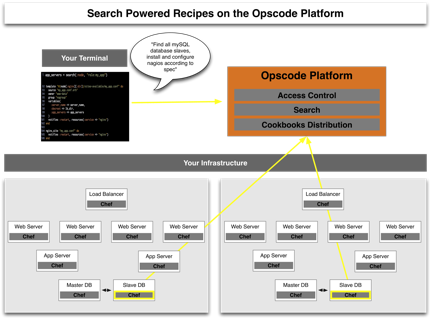 Search Powered Recipes on the Opscode Platform
Your Terminal
"Find all mySQL
database slaves,
install and configure
nagios according to
spec"
Opscode Platform
Access Control
Search
Cookbooks Distribution
Your Infrastructure
Load Balancer
Chef
Web Server
Chef
Web Server
Chef
Web Server
Chef
Web Server
Chef
App Server
Chef
App Server
Chef
Master DB
Chef
Slave DB
Chef
Load Balancer
Chef
Web Server
Chef
Web Server
Chef
Web Server
Chef
Web Server
Chef
App Server
Chef
App Server
Chef
Master DB
Chef
Slave DB
Chef